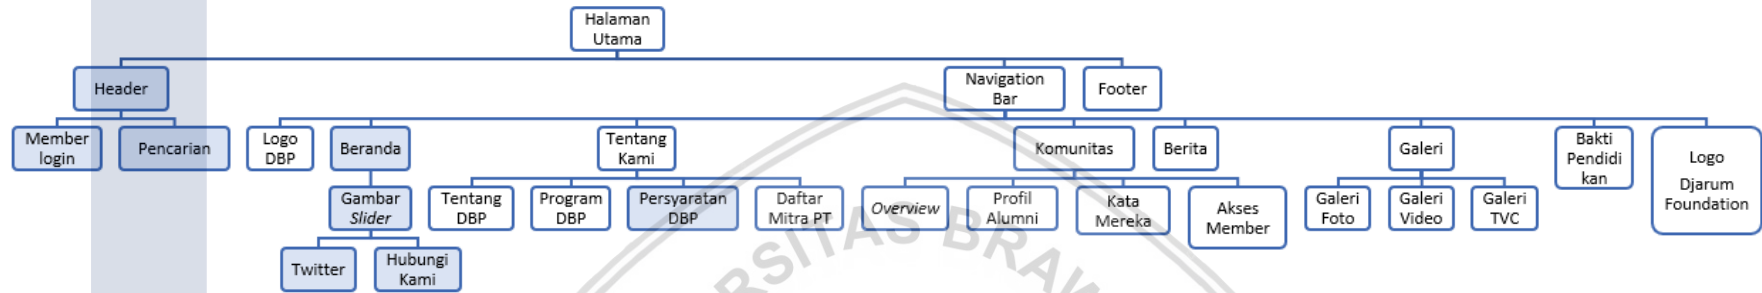 Halaman
Utama
Header
Navigation
Bar
Footer
Member
login
Pencarian
Logo
DBP
Beranda
Tentang
Kami
Komunitas
Berita
Galeri
Bakti
Pendidi
kan
Logo
Djarum
Foundation
Gambar
Slider
Tentang
DBP
Program
DBP
Persyaratan
DBP
Daftar
Mitra PT
Overview
Profil
Alumni
Kata
Mereka
Akses
Member
Galeri
Foto
Galeri
Video
Galeri
TVC
Twitter
Hubungi
Kami
RSITAS BRAW